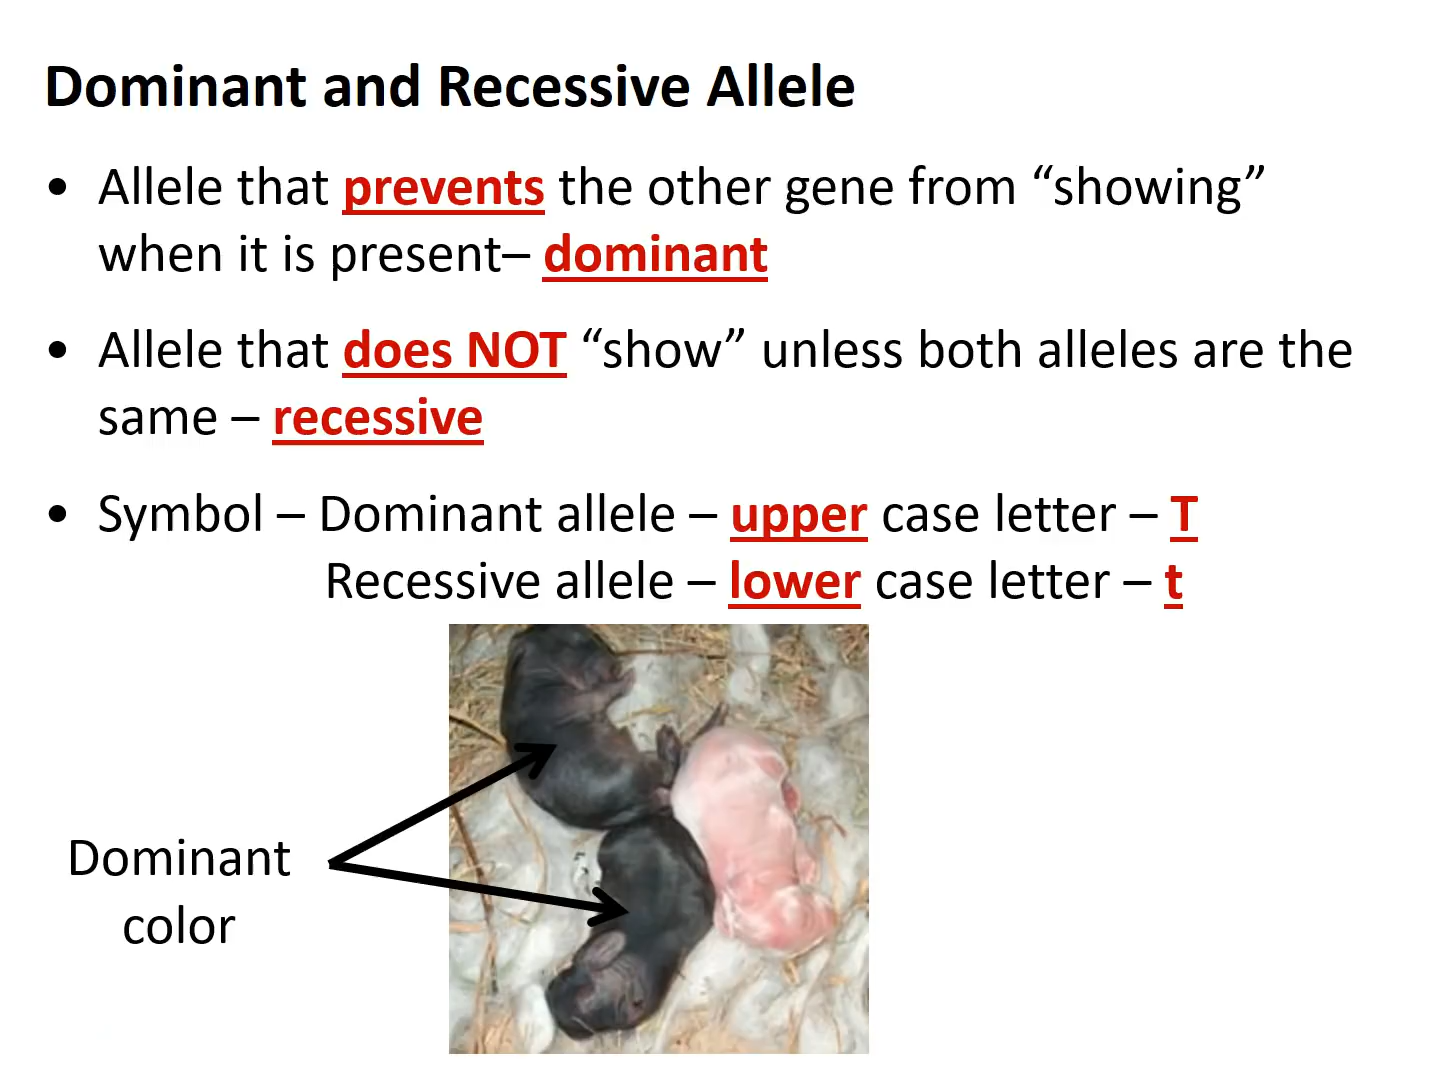 Dominant and Recessive Allele
• Allele that prevents the other gene from “showing”
when it is present– dominant
• Allele that does NOT “show” unless both alleles are the
same – recessive
• Symbol – Dominant allele – upper case letter – T
Recessive allele – lower case letter – t
Dominant
color